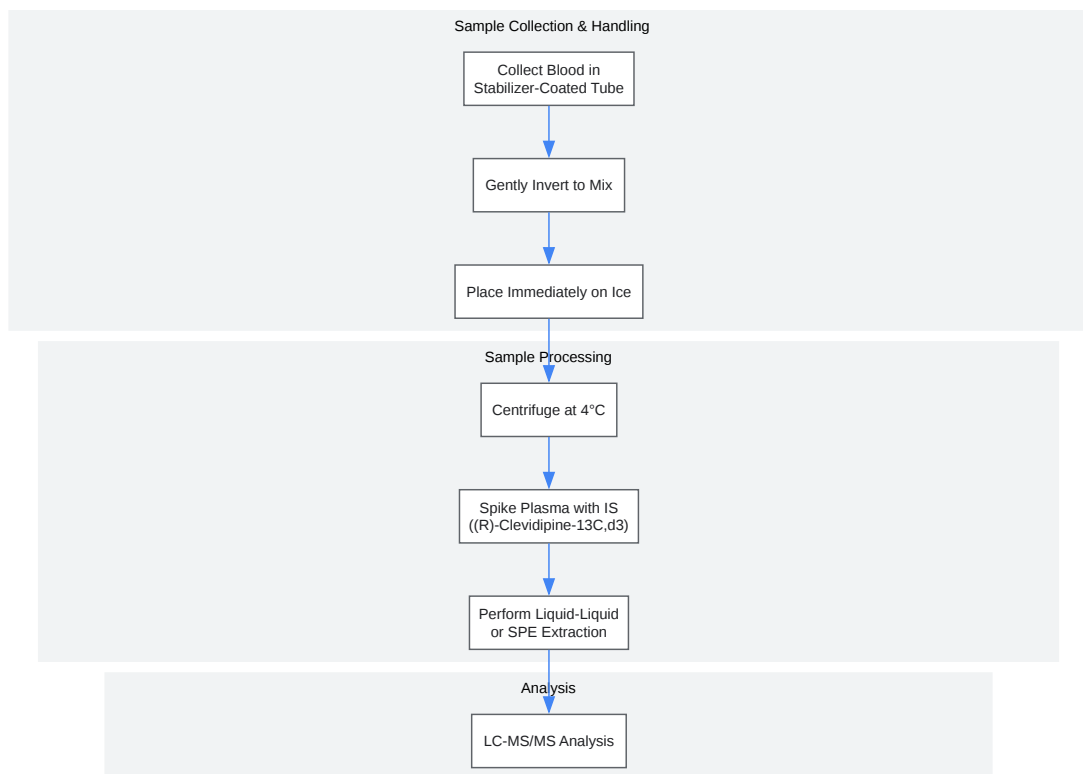 Sample Collection & Handling
Collect Blood in
Stabilizer-Coated Tube
Gently Invert to Mix
Place Immediately on Ice
Sample Processing
Centrifuge at 4°C
Spike Plasma with IS
((R)-Clevidipine-13C,d3)
Perform Liquid-Liquid
or SPE Extraction
Analysis
LC-MS/MS Analysis